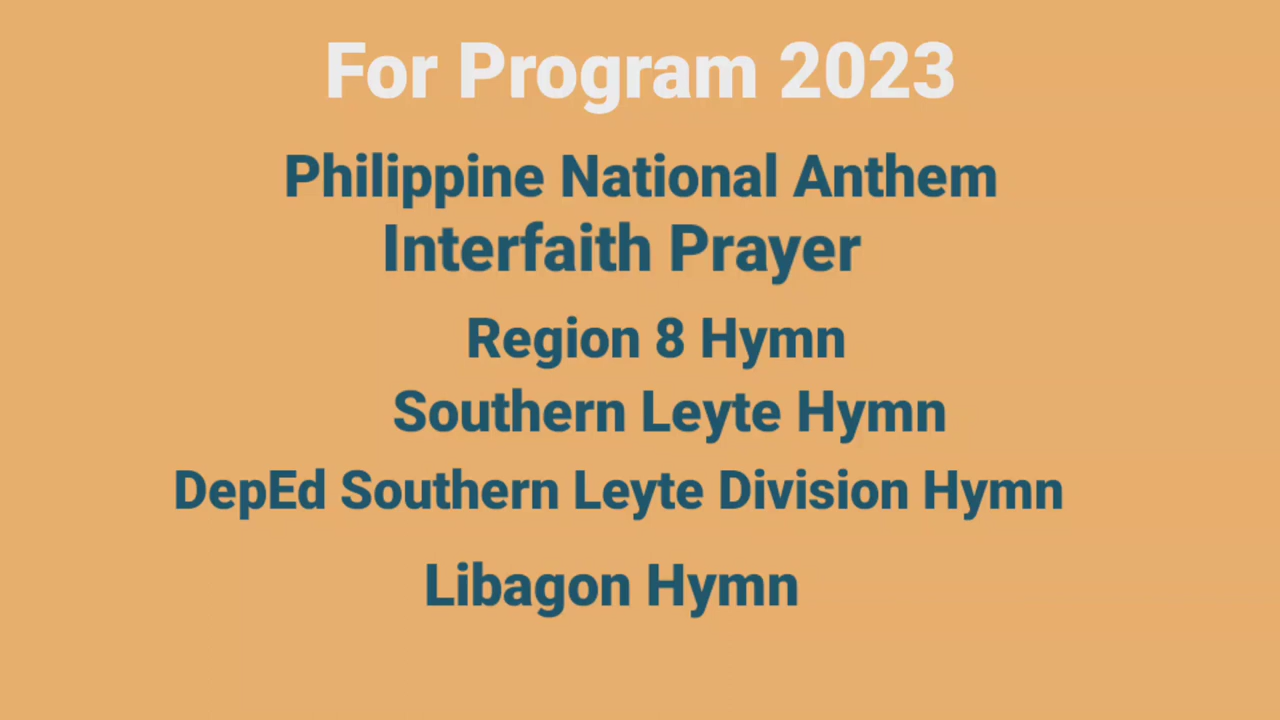 For Program 2023
Philippine National Anthem
Interfaith Prayer
Region 8 Hymn
Southern Leyte Hymn
DepEd Southern Leyte Division Hymn
Libagon Hymn